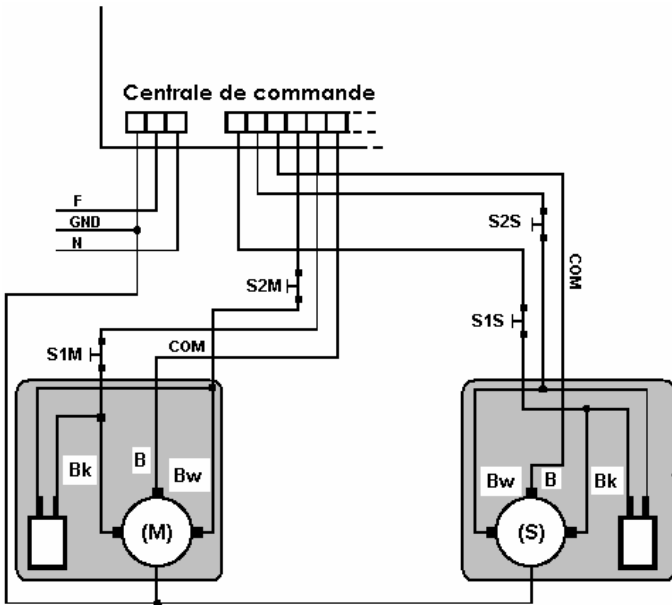 Centrale de commande
F
GND
N
S2M
S1M
COM
S2S
COM
S1S
Bk
B
Bw
(M)
Bw
B
Bk
(S)